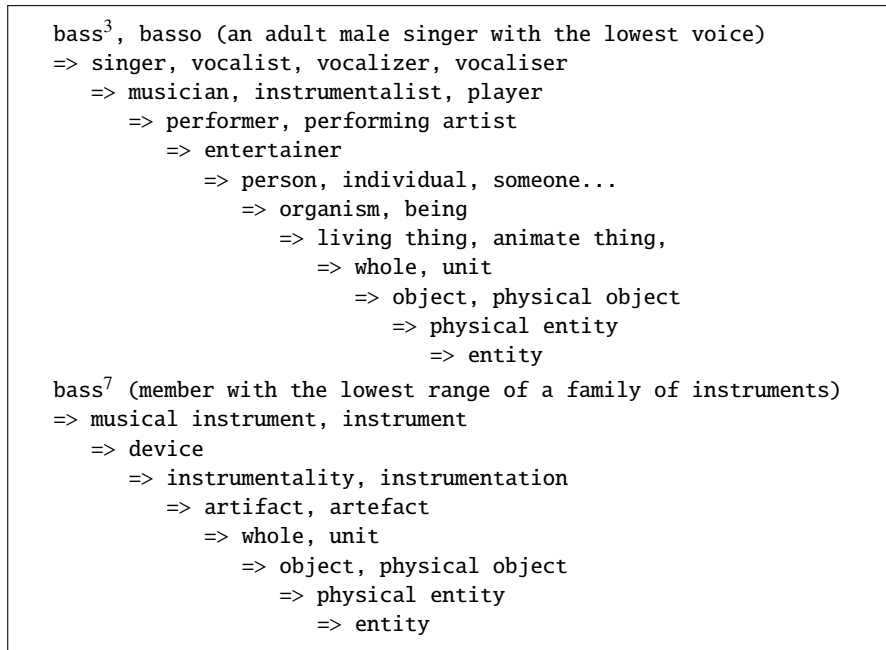 bass³, basso (an adult male singer with the lowest voice)
=> singer, vocalist, vocalizer, vocaliser
=> musician, instrumentalist, player
=> performer, performing artist
=> entertainer
=> person, individual, someone...
=> organism, being
=> living thing, animate thing,
=> whole, unit
=> object, physical object
=> physical entity
=> entity
bass⁷ (member with the lowest range of a family of instruments)
=> musical instrument, instrument
=> device
=> instrumentality, instrumentation
=> artifact, artefact
=> whole, unit
=> object, physical object
=> physical entity
=> entity